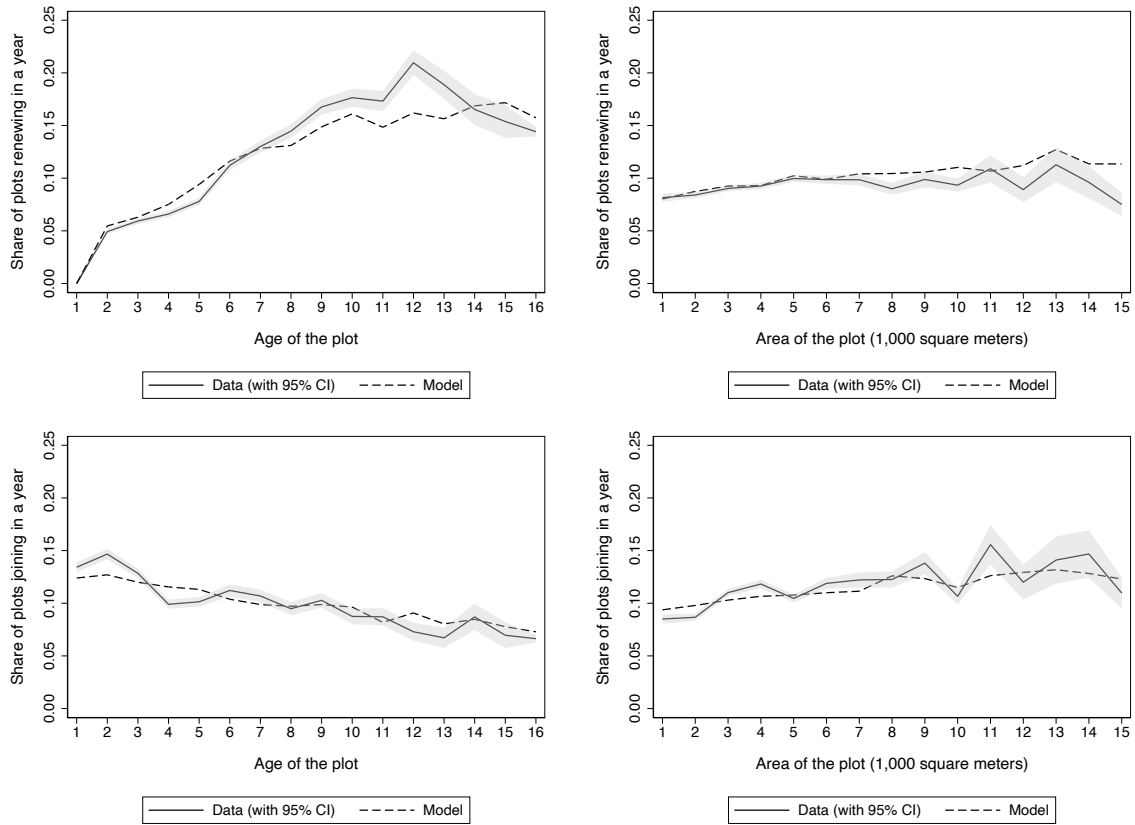 Share of plots renewing in a year
0.25
0.20
0.15
0.10
0.05
0.00
1 2 3 4 5 6 7 8 9 10 11 12 13 14 15 16
Age of the plot
Data (with 95% CI) Model
Share of plots renewing in a year
0.25
0.20
0.15
0.10
0.05
0.00
1 2 3 4 5 6 7 8 9 10 11 12 13 14 15
Area of the plot (1,000 square meters)
Data (with 95% CI) Model
Share of plots joining in a year
0.25
0.20
0.15
0.10
0.05
0.00
1 2 3 4 5 6 7 8 9 10 11 12 13 14 15 16
Age of the plot
Data (with 95% CI) Model
Share of plots joining in a year
0.25
0.20
0.15
0.10
0.05
0.00
1 2 3 4 5 6 7 8 9 10 11 12 13 14 15
Area of the plot (1,000 square meters)
Data (with 95% CI) Model